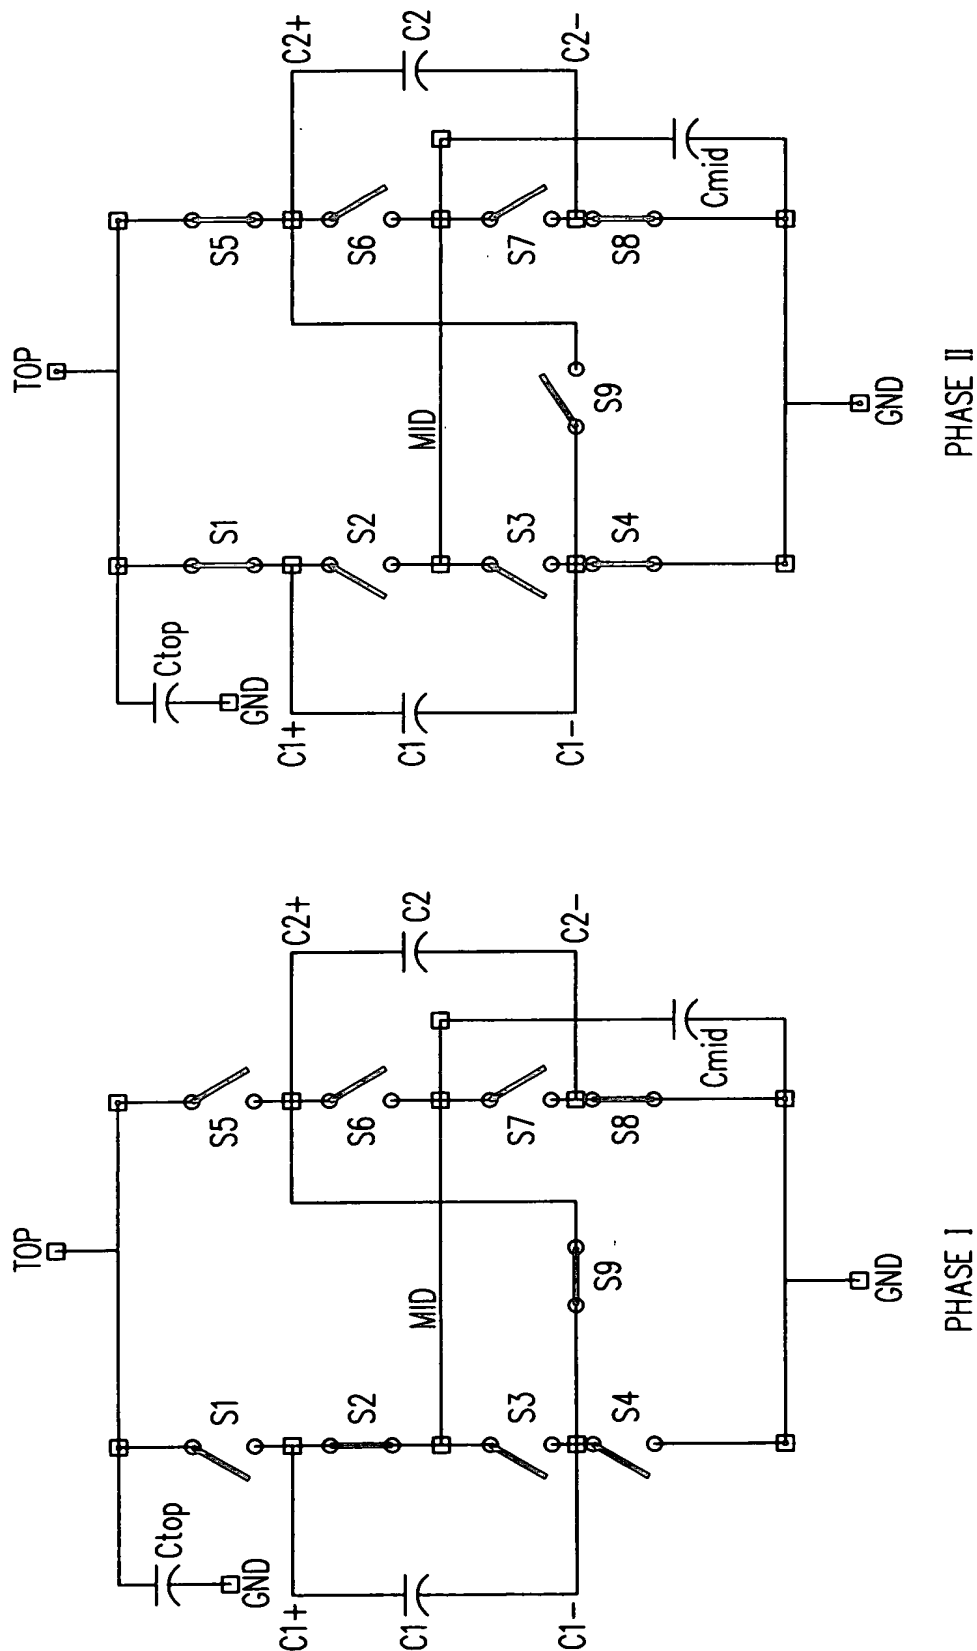 TOP
Ctop
GND
S1
S5
C1+
C2+
S2
S6
C1
C2
MID
S3
S7
C1-
C2-
S9
S4
S8
Cmid
GND
PHASE I
TOP
Ctop
GND
S1
S5
C1+
C2+
S2
S6
C1
C2
MID
S3
S7
C1-
C2-
S9
S4
S8
Cmid
GND
PHASE II